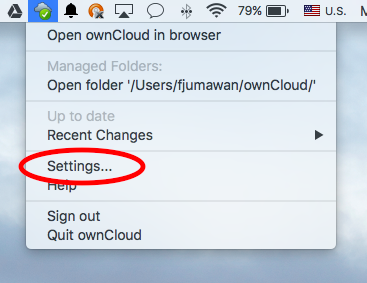 79% U.S.
Open ownCloud in browser
Managed Folders:
Open folder '/Users/fjumawan/ownCloud/'
Up to date
Recent Changes
Settings...
Help
Sign out
Quit ownCloud